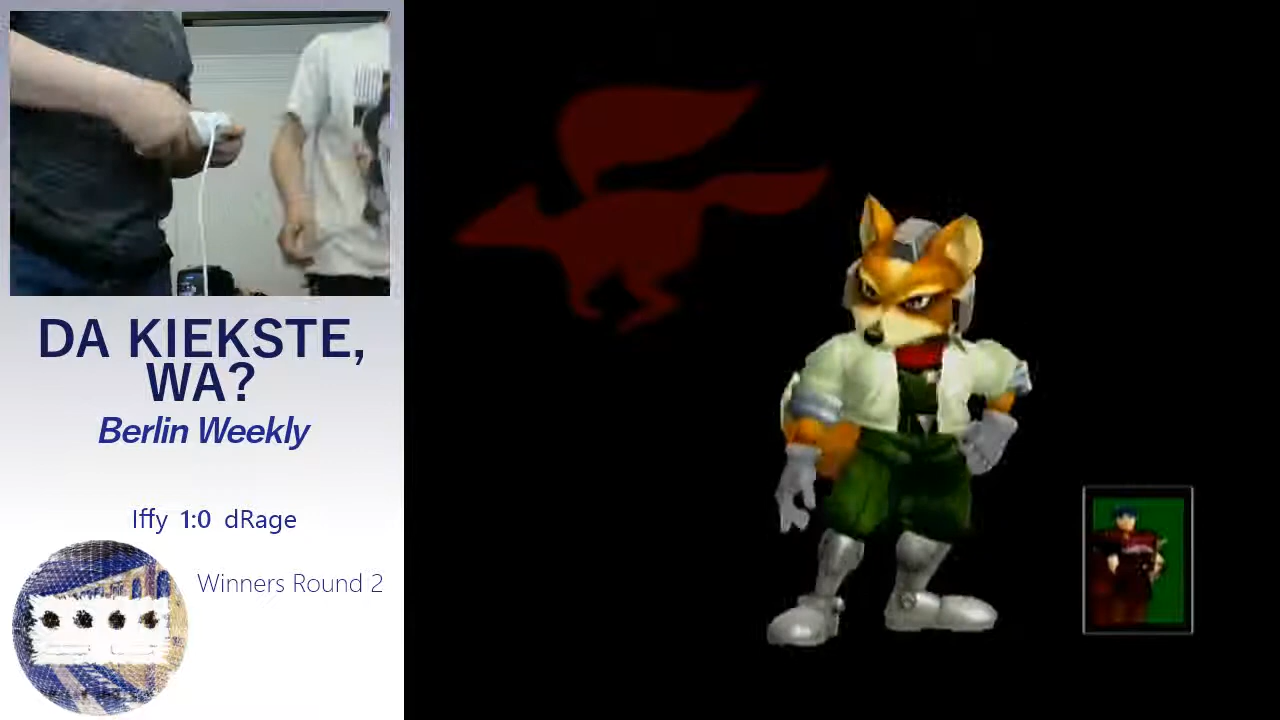 DA KIEKSTE,
WA?
Berlin Weekly
Iffy 1:0 dRage
Winners Round 2